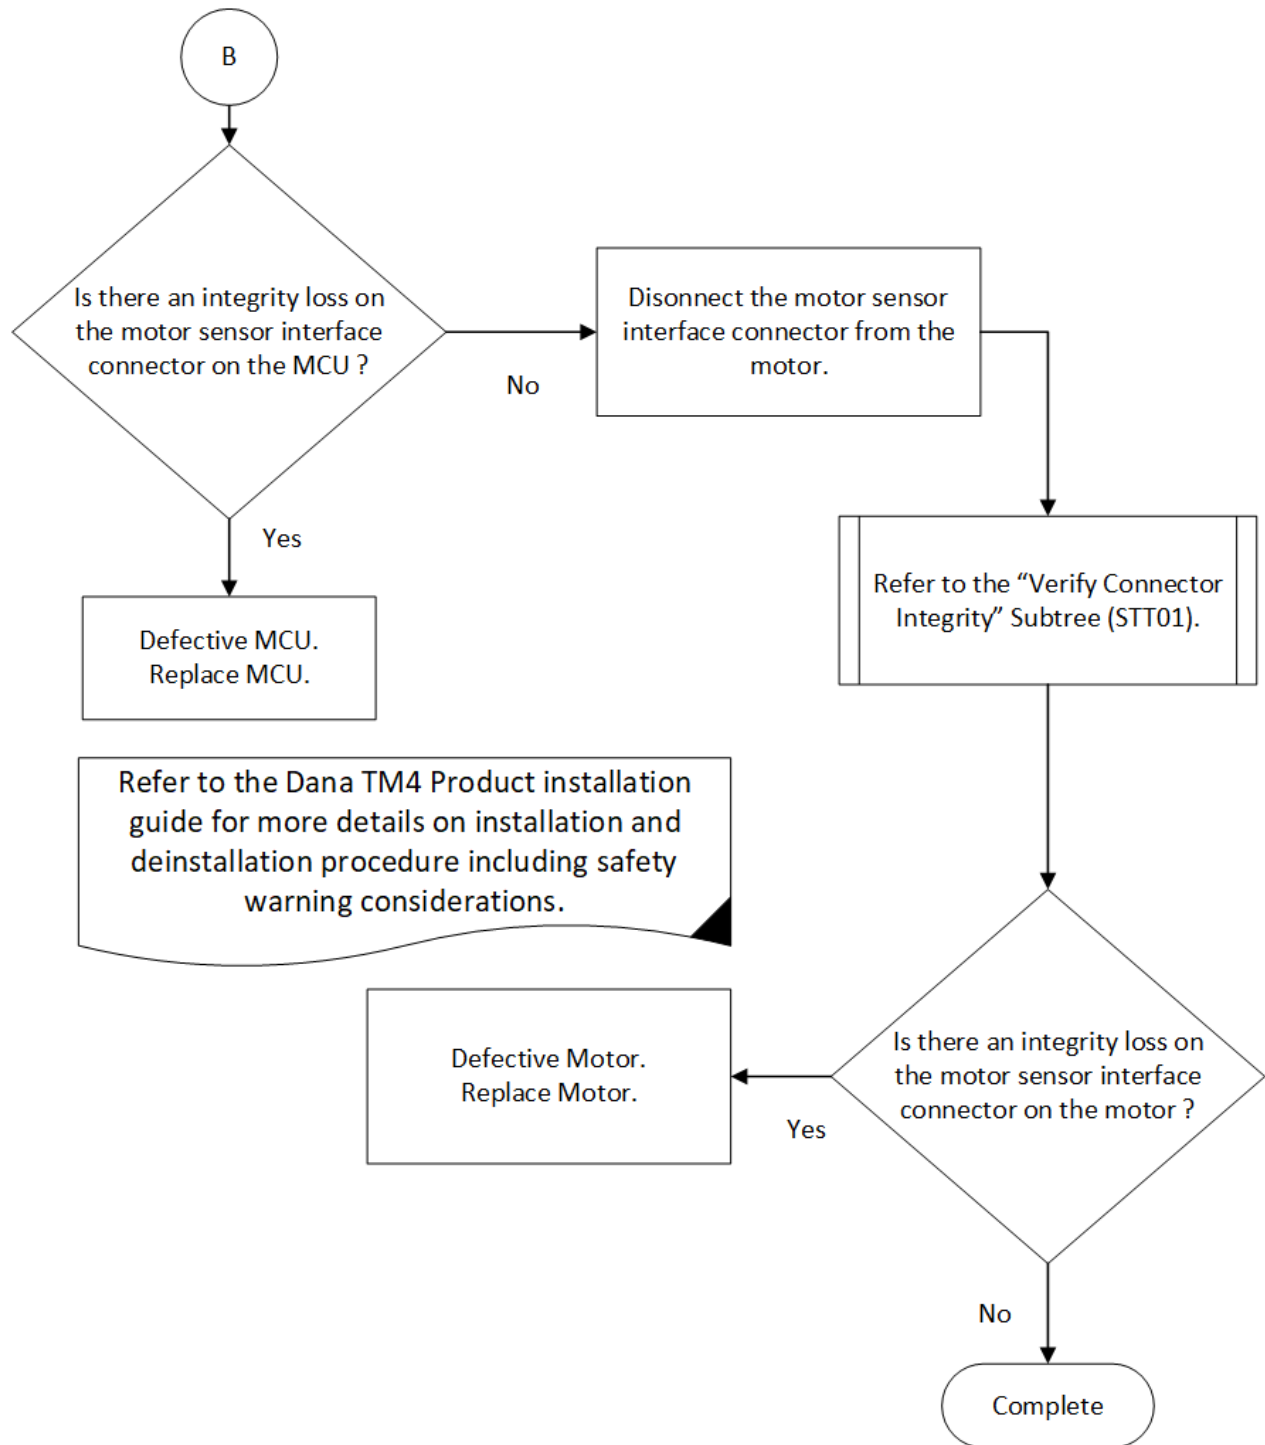 B
Is there an integrity loss on
the motor sensor interface
connector on the MCU ?
No
Disonnect the motor sensor
interface connector from the
motor.
Yes
Defective MCU.
Replace MCU.
Refer to the “Verify Connector
Integrity” Subtree (STT01).
Refer to the Dana TM4 Product installation
guide for more details on installation and
deinstallation procedure including safety
warning considerations.
Is there an integrity loss on
the motor sensor interface
connector on the motor ?
Yes
Defective Motor.
Replace Motor.
No
Complete